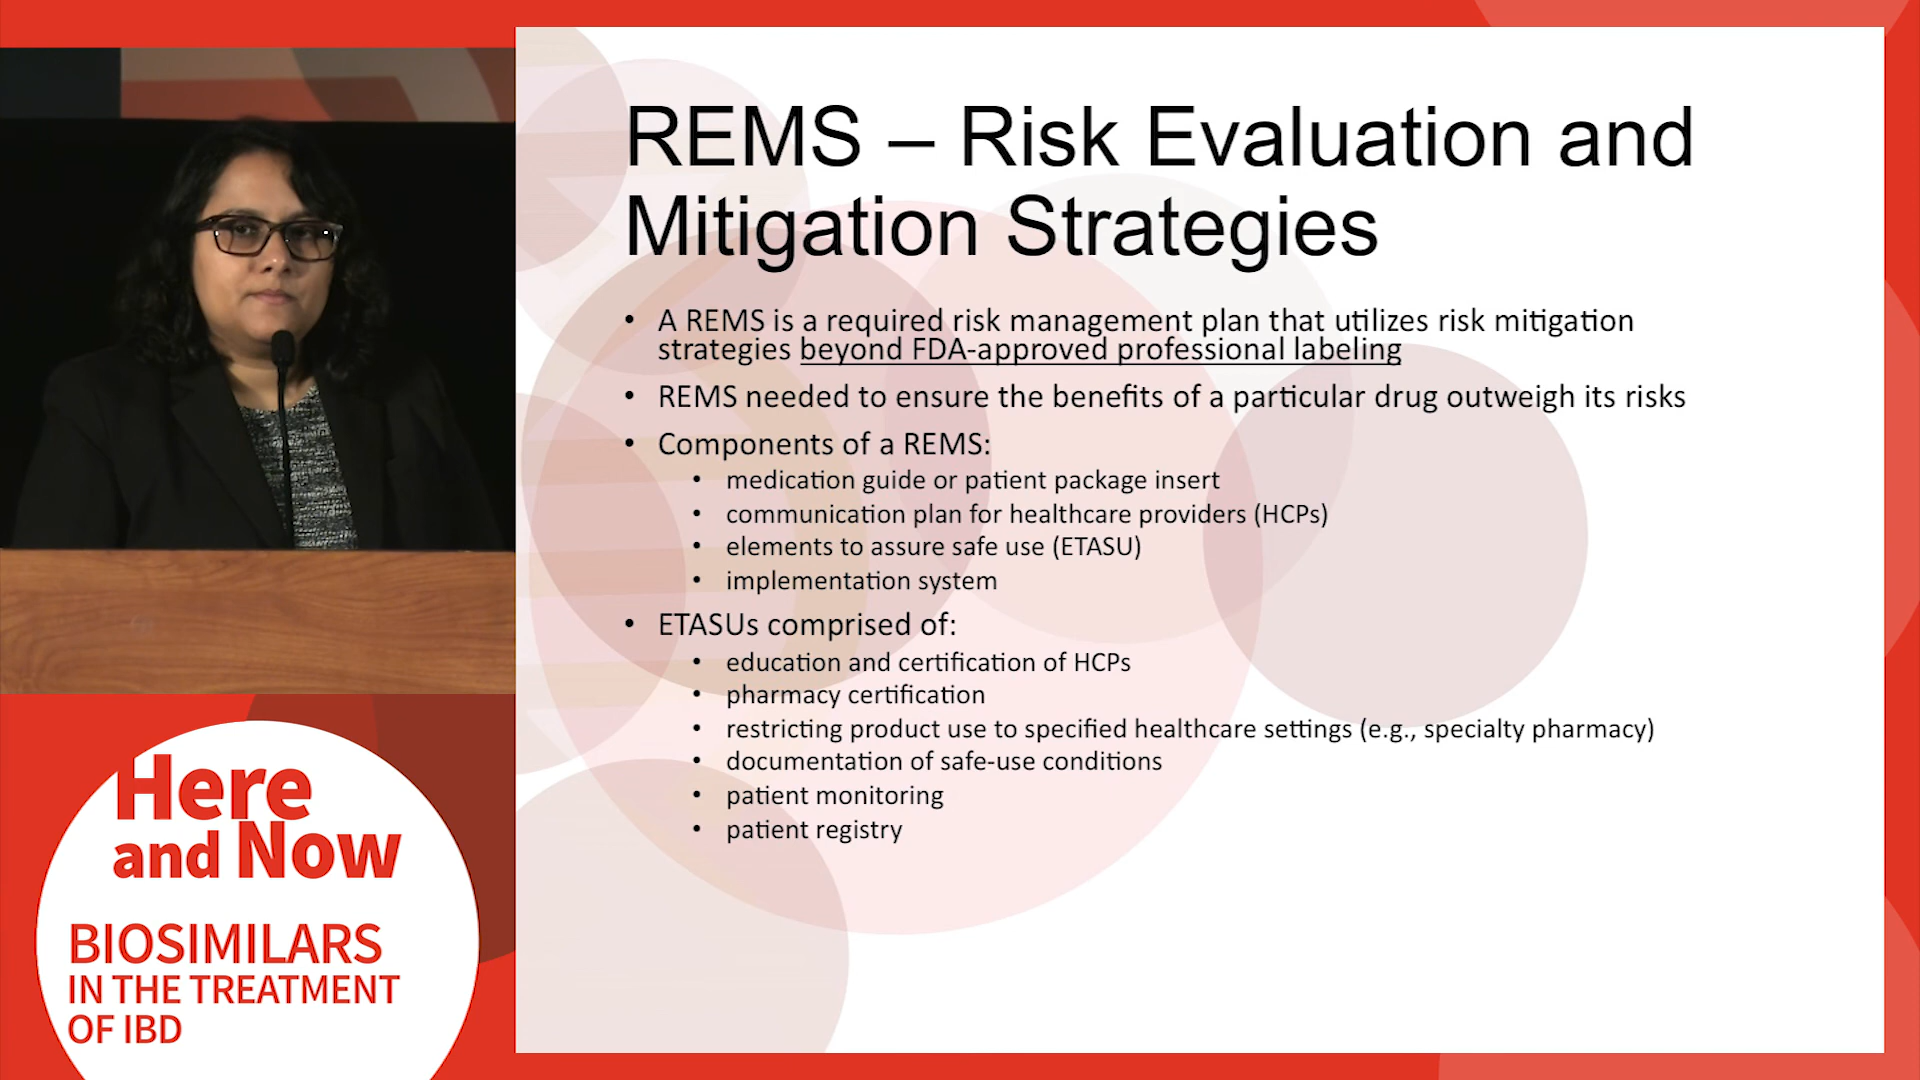 REMS – Risk Evaluation and
Mitigation Strategies
• A REMS is a required risk management plan that utilizes risk mitigation
strategies beyond FDA-approved professional labeling
• REMS needed to ensure the benefits of a particular drug outweigh its risks
• Components of a REMS:
• medication guide or patient package insert
• communication plan for healthcare providers (HCPs)
• elements to assure safe use (ETASU)
• implementation system
• ETASUs comprised of:
• education and certification of HCPs
• pharmacy certification
• restricting product use to specified healthcare settings (e.g., specialty pharmacy)
• documentation of safe-use conditions
• patient monitoring
• patient registry
Here
and Now
BIOSIMILARS
IN THE TREATMENT
OF IBD